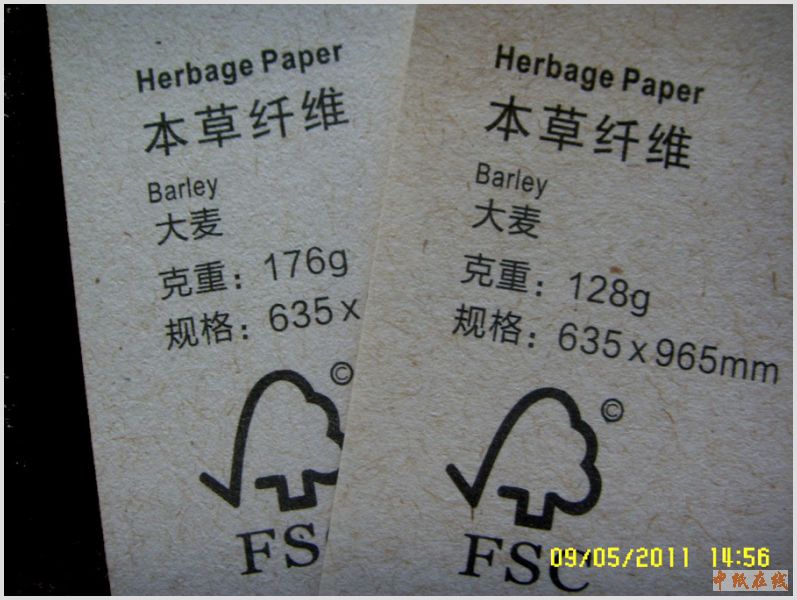 Herbage Paper
本草纤维
Barley
大麦
克重：176g
规格：635 x
©
FSC
Herbage Paper
本草纤维
Barley
大麦
克重：128g
规格：635 x 965mm
©
FSC
09/05/2011 14:56
中纸在线